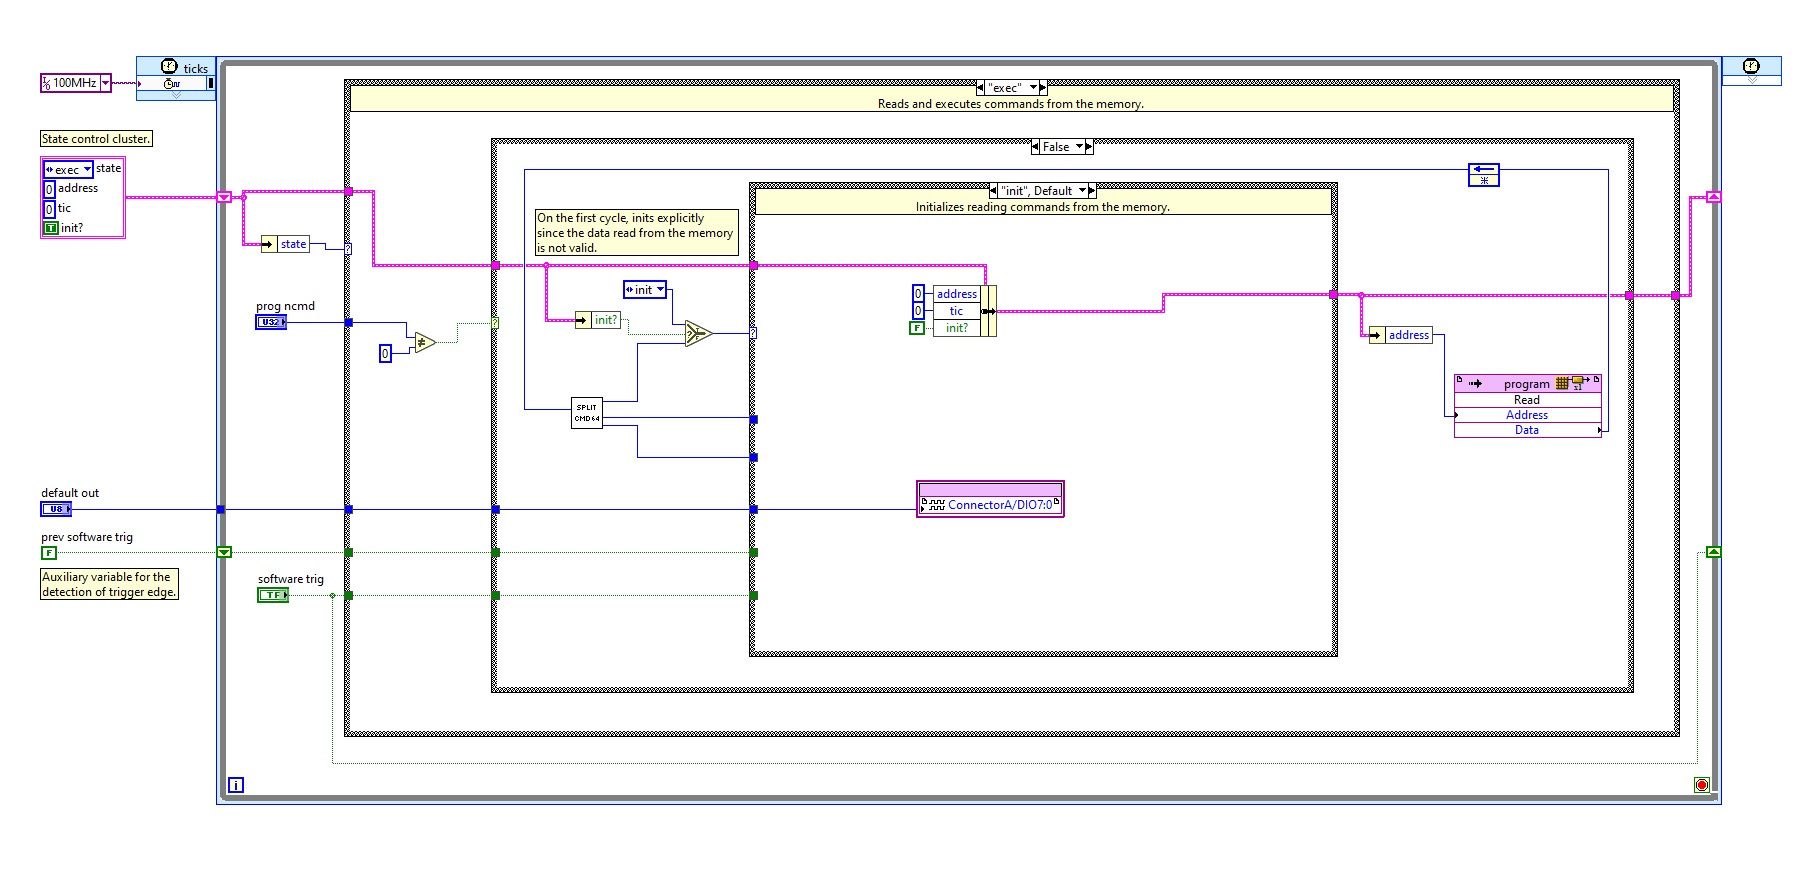 100MHz
ticks
"exec"
Reads and executes commands from the memory.
State control cluster.
exec
state
0
address
0
tic
T
init?
state
False
"init", Default
Initializes reading commands from the memory.
On the first cycle, inits explicitly
since the data read from the memory
is not valid.
init
init?
prog ncmd
U32
0
≠
?
?
?
T
?
F
SPLIT
CMD64
0
address
0
tic
F
init?
address
program
x1
Read
Address
Data
default out
U8
ConnectorA/DIO7:0
prev software trig
F
Auxiliary variable for the
detection of trigger edge.
software trig
TF
i